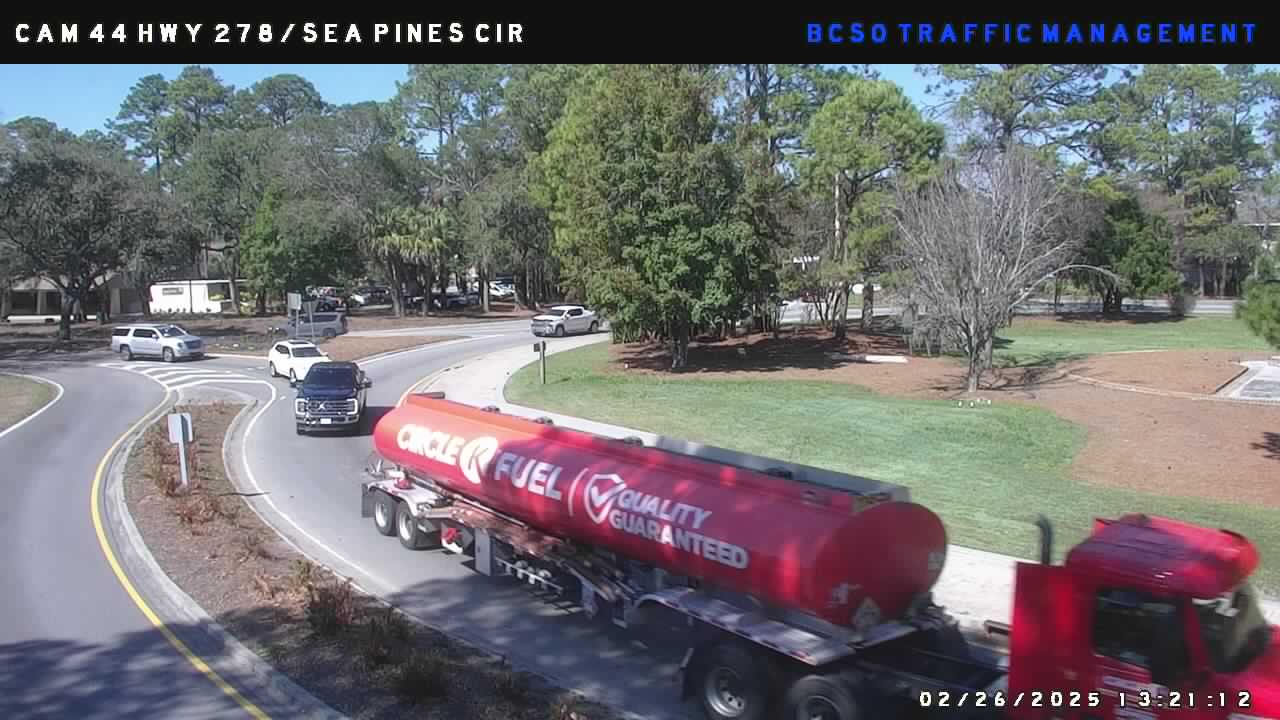 CAM 44 HWY 278/SEA PINES CIR
BCSO TRAFFIC MANAGEMENT
CIRCLE K FUEL
QUALITY
GUARANTEED
02/26/2025 13:21:12